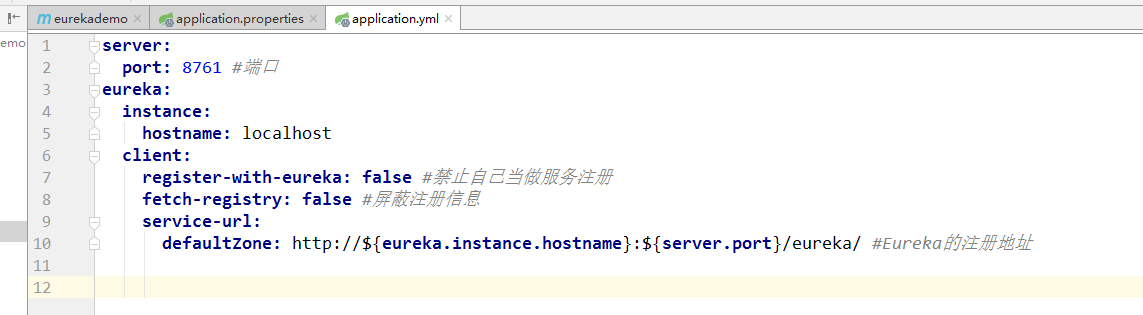 eurekademo application.properties application.yml
emo
1 server:
2 port: 8761 #端口
3 eureka:
4 instance:
5 hostname: localhost
6 client:
7 register-with-eureka: false #禁止自己当做服务注册
8 fetch-registry: false #屏蔽注册信息
9 service-url:
10 defaultZone: http://${eureka.instance.hostname}:${server.port}/eureka/ #Eureka的注册地址
11
12